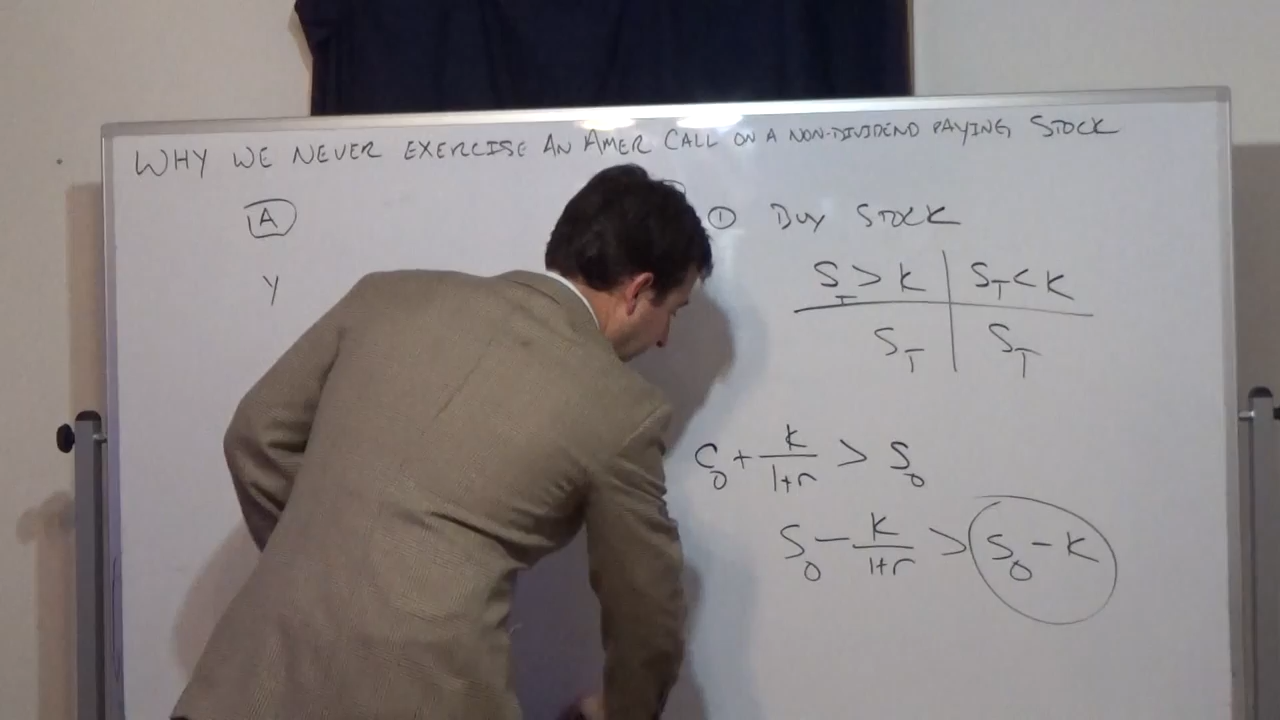 WHY WE NEVER EXERCISE AN AMER CALL ON A NON-DIVIDEND PAYING STOCK
A
① BUY STOCK
Y
S_T > K | S_T < K
S_T | S_T
S_0 + K/(1+r) > S_0
S_0 - K/(1+r) > S_0 - K